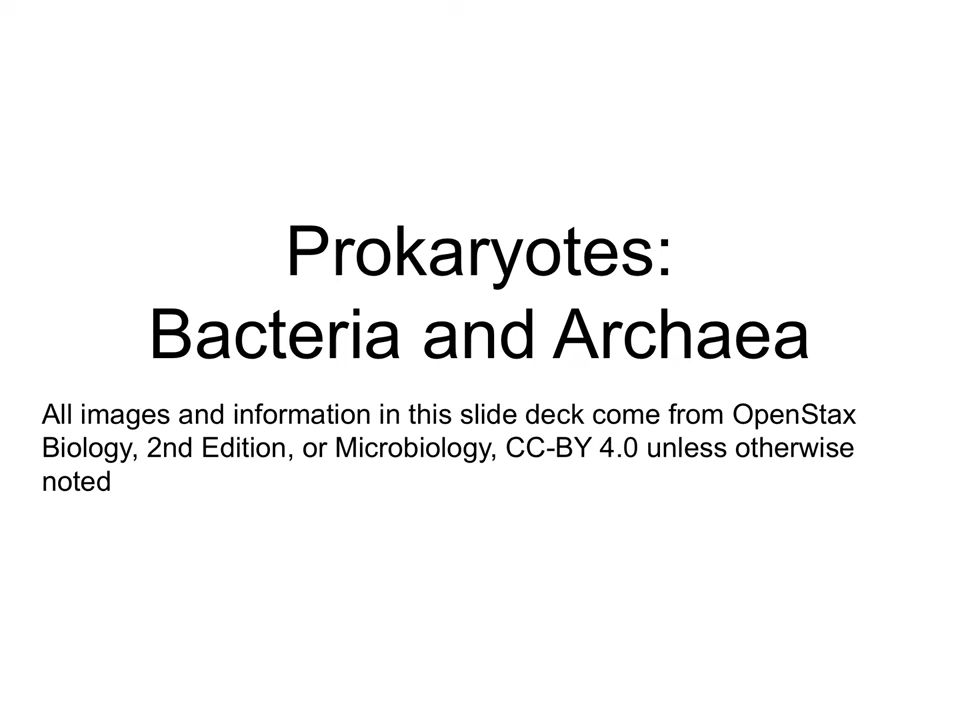 Prokaryotes:
Bacteria and Archaea
All images and information in this slide deck come from OpenStax
Biology, 2nd Edition, or Microbiology, CC-BY 4.0 unless otherwise
noted